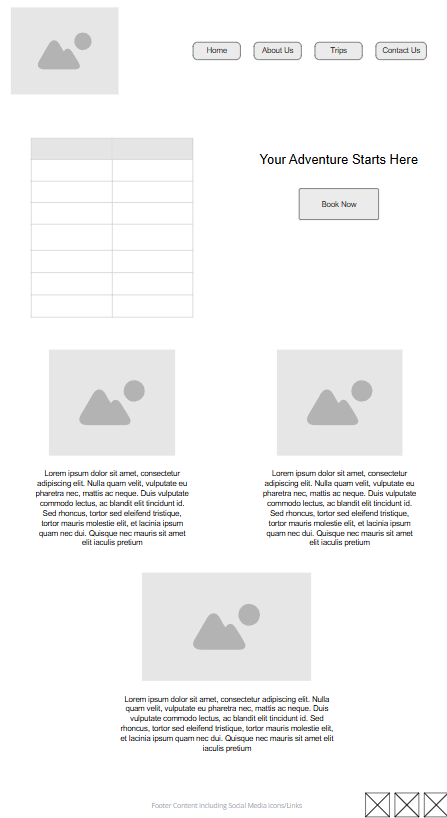 Home
About Us
Trips
Contact Us
Your Adventure Starts Here
Book Now
Lorem ipsum dolor sit amet, consectetur
adipiscing elit. Nulla quam velit, vulputate eu
pharetra nec, mattis ac neque. Duis vulputate
commodo lectus, ac blandit elit tincidunt id.
Sed rhoncus, tortor sed eleifend tristique,
tortor mauris molestie elit, et lacinia ipsum
quam nec dui. Quisque nec mauris sit amet
elit iaculis pretium
Lorem ipsum dolor sit amet, consectetur
adipiscing elit. Nulla quam velit, vulputate eu
pharetra nec, mattis ac neque. Duis vulputate
commodo lectus, ac blandit elit tincidunt id.
Sed rhoncus, tortor sed eleifend tristique,
tortor mauris molestie elit, et lacinia ipsum
quam nec dui. Quisque nec mauris sit amet
elit iaculis pretium
Lorem ipsum dolor sit amet, consectetur adipiscing elit. Nulla
quam velit, vulputate eu pharetra nec, mattis ac neque. Duis
vulputate commodo lectus, ac blandit elit tincidunt id. Sed
rhoncus, tortor sed eleifend tristique, tortor mauris molestie elit,
et lacinia ipsum quam nec dui. Quisque nec mauris sit amet elit
iaculis pretium
Footer Content including Social Media icons/Links